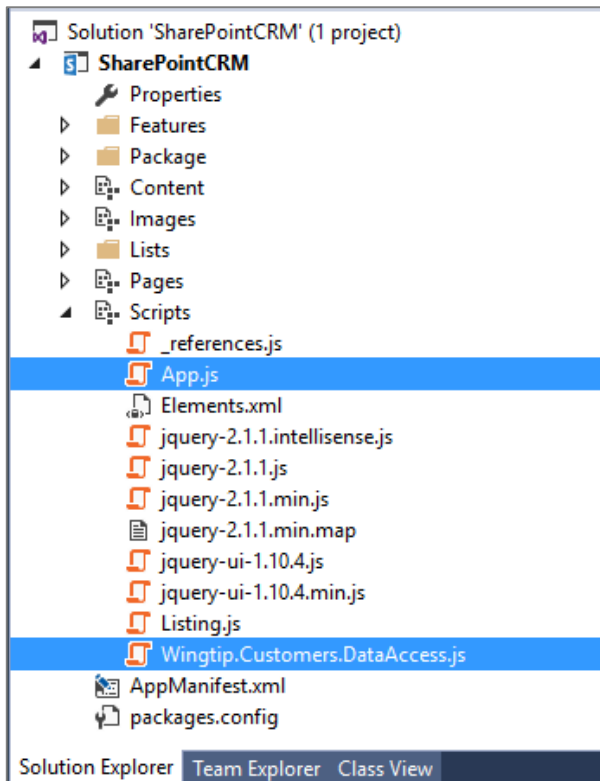 Solution 'SharePointCRM' (1 project)
SharePointCRM
Properties
Features
Package
Content
Images
Lists
Pages
Scripts
_references.js
App.js
Elements.xml
jquery-2.1.1.intellisense.js
jquery-2.1.1.js
jquery-2.1.1.min.js
jquery-2.1.1.min.map
jquery-ui-1.10.4.js
jquery-ui-1.10.4.min.js
Listing.js
Wingtip.Customers.DataAccess.js
AppManifest.xml
packages.config
Solution Explorer Team Explorer Class View